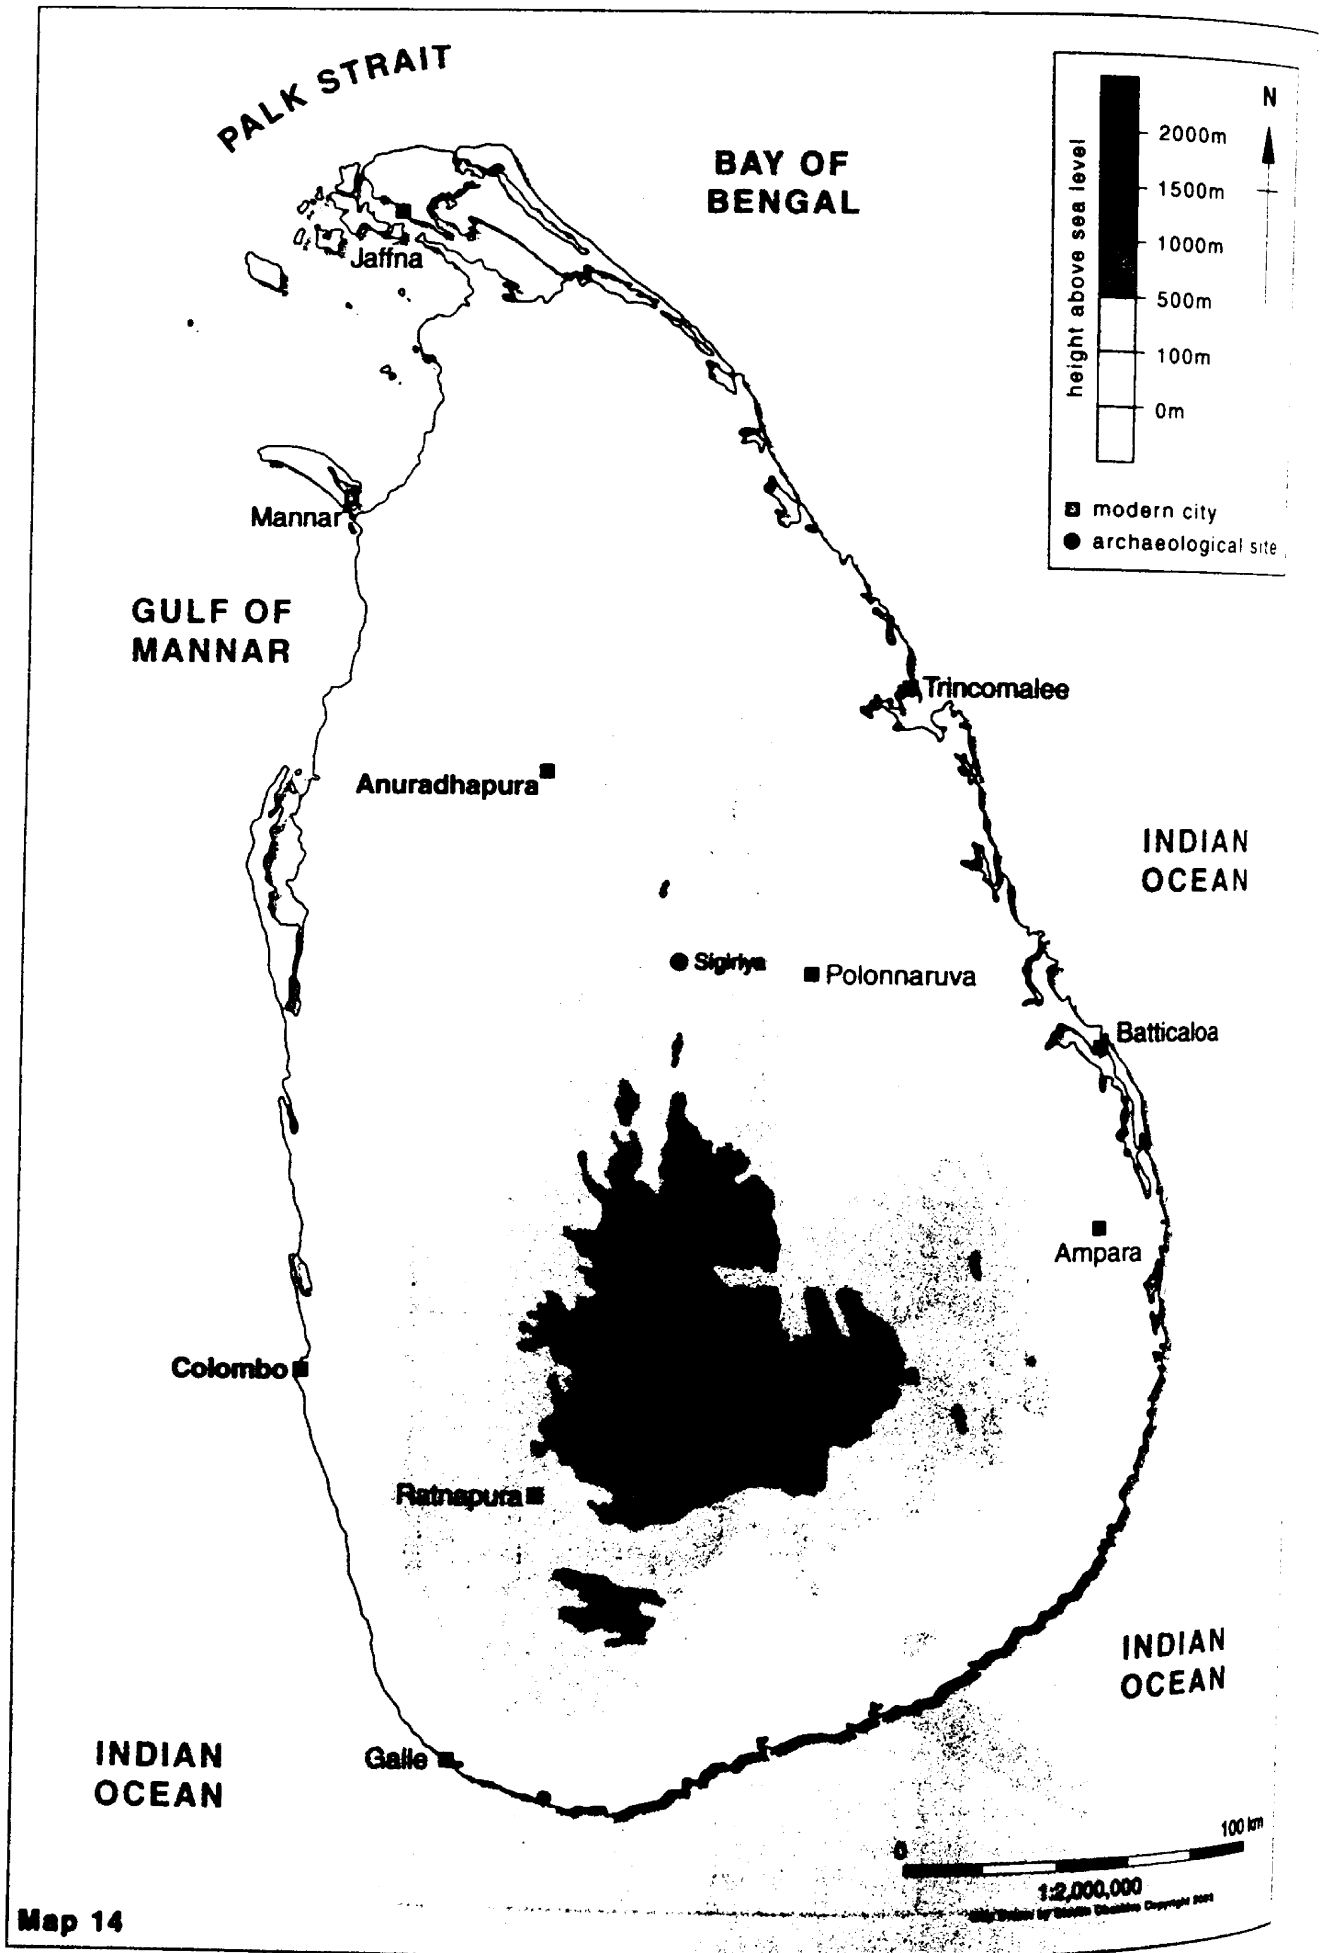 PALK STRAIT
BAY OF
BENGAL
N
height above sea level
2000m
1500m
1000m
500m
100m
0m
modern city
archaeological site
Jaffna
Mannar
GULF OF
MANNAR
Trincomalee
Anuradhapura
INDIAN
OCEAN
Sigiriya
Polonnaruva
Batticaloa
Ampara
Colombo
Ratnapura
INDIAN
OCEAN
INDIAN
OCEAN
Galle
0
100 km
1:2,000,000
Copyright
Map 14